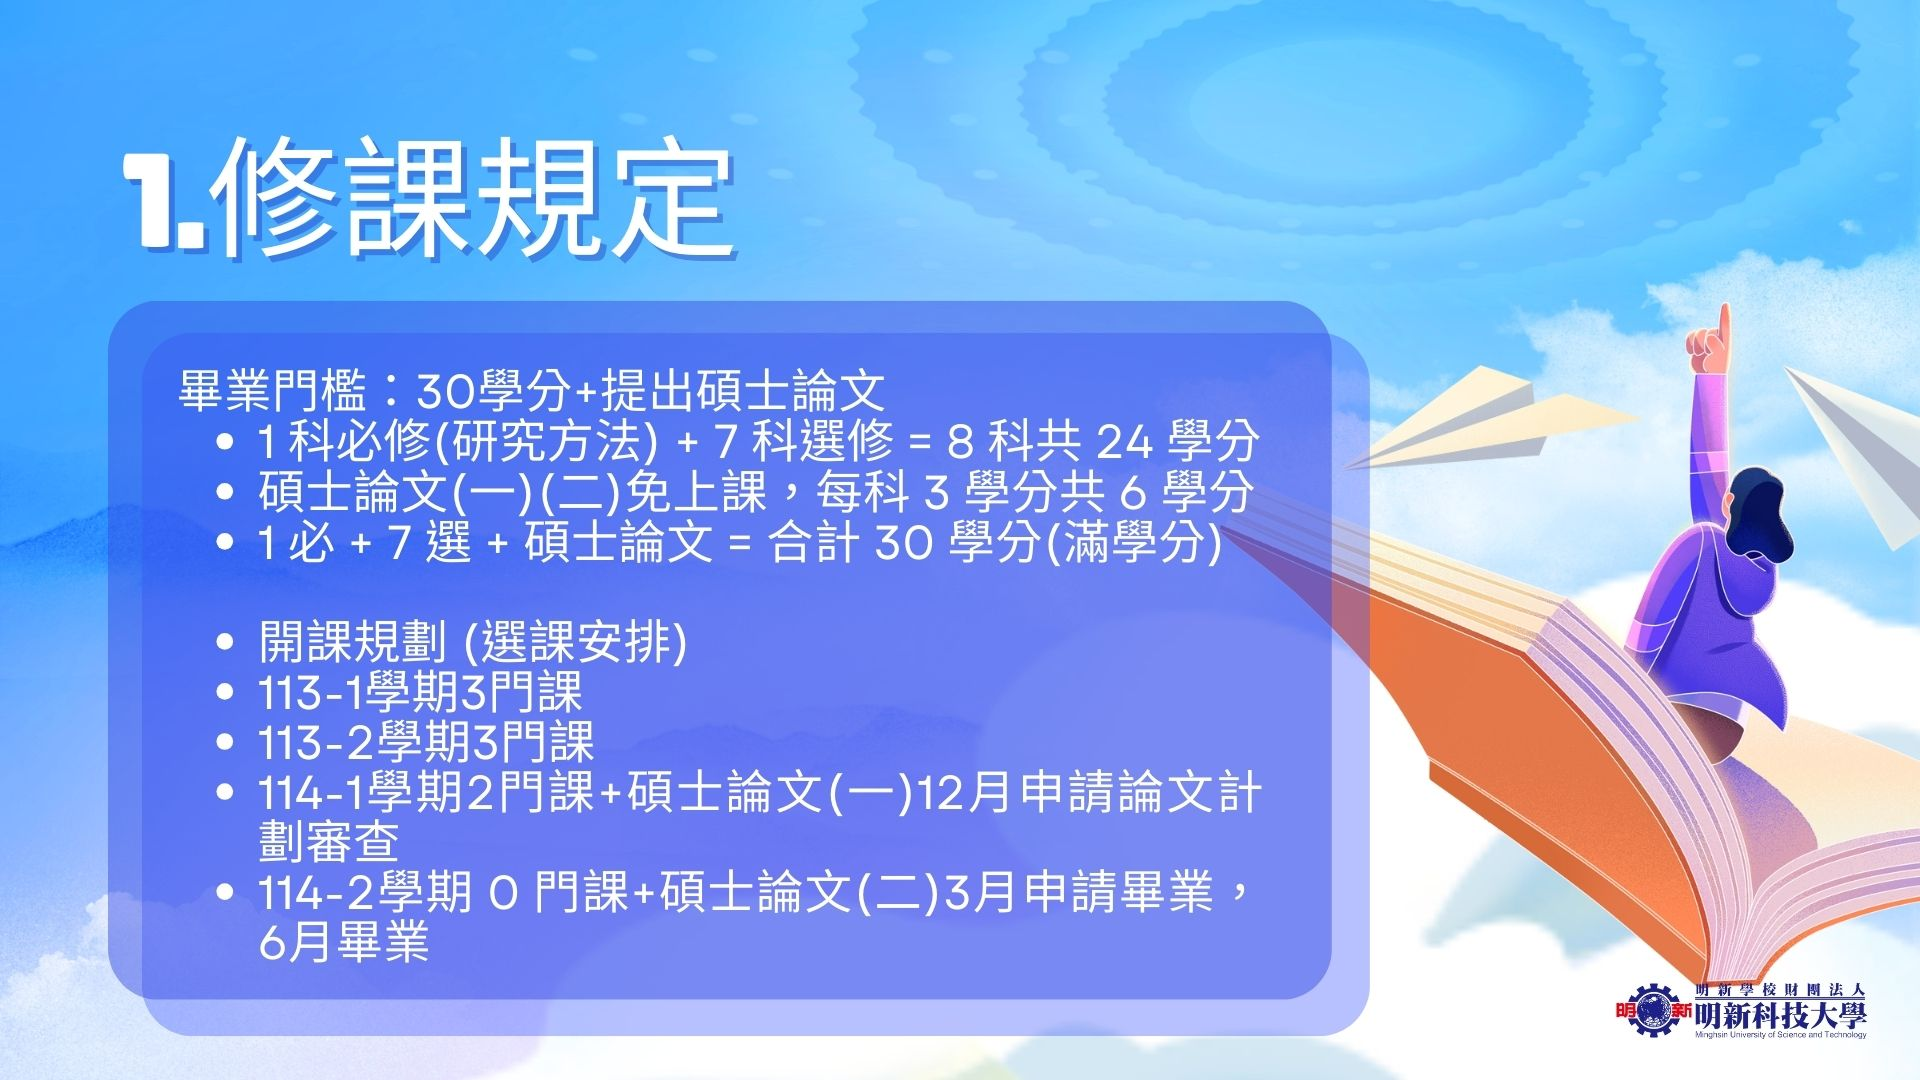 1.修課規定
畢業門檻：30學分+提出碩士論文
1 科必修(研究方法) + 7 科選修 = 8 科共 24 學分
碩士論文(一)(二)免上課，每科 3 學分共 6 學分
1 必 + 7 選 + 碩士論文 = 合計 30 學分(滿學分)
開課規劃 (選課安排)
113-1學期3門課
113-2學期3門課
114-1學期2門課+碩士論文(一)12月申請論文計
劃審查
114-2學期 0 門課+碩士論文(二)3月申請畢業，
6月畢業
明新學校財團法人
明 新 明新科技大學
Minghsin University of Science and Technology